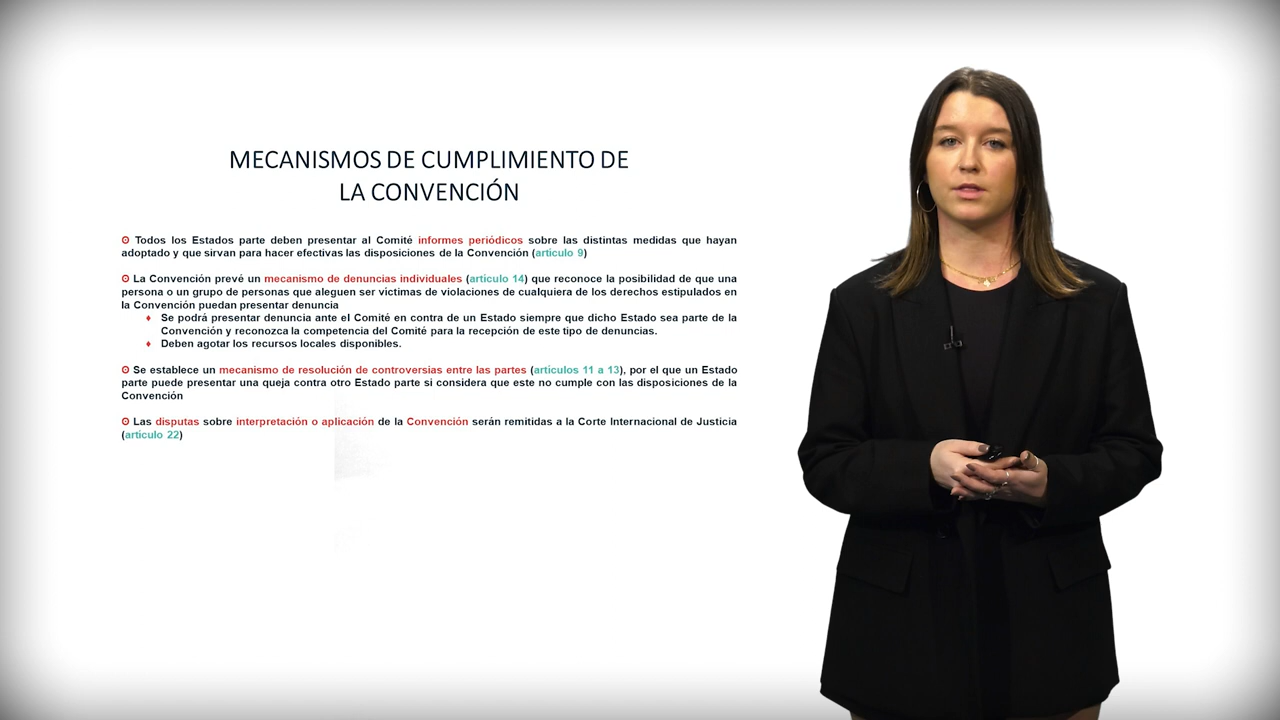 MECANISMOS DE CUMPLIMIENTO DE
LA CONVENCIÓN
⊙ Todos los Estados parte deben presentar al Comité informes periódicos sobre las distintas medidas que hayan
adoptado y que sirvan para hacer efectivas las disposiciones de la Convención (artículo 9)
⊙ La Convención prevé un mecanismo de denuncias individuales (artículo 14) que reconoce la posibilidad de que una
persona o un grupo de personas que aleguen ser víctimas de violaciones de cualquiera de los derechos estipulados en
la Convención puedan presentar denuncia
♦ Se podrá presentar denuncia ante el Comité en contra de un Estado siempre que dicho Estado sea parte de la
Convención y reconozca la competencia del Comité para la recepción de este tipo de denuncias.
♦ Deben agotar los recursos locales disponibles.
⊙ Se establece un mecanismo de resolución de controversias entre las partes (artículos 11 a 13), por el que un Estado
parte puede presentar una queja contra otro Estado parte si considera que este no cumple con las disposiciones de la
Convención
⊙ Las disputas sobre interpretación o aplicación de la Convención serán remitidas a la Corte Internacional de Justicia
(artículo 22)